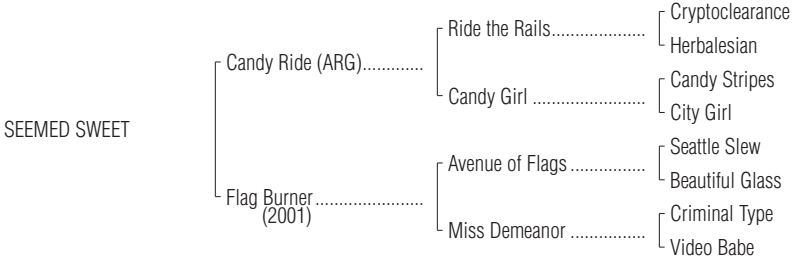 Cryptoclearance
Ride the Rails.....................
Herbalesian
Candy Ride (ARG).............
Candy Stripes
Candy Girl .........................
City Girl
SEEMED SWEET
Seattle Slew
Avenue of Flags ................
Beautiful Glass
Flag Burner ........................
(2001)
Criminal Type
Miss Demeanor ................
Video Babe